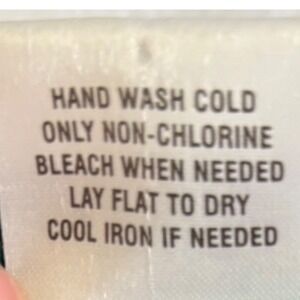 HAND WASH COLD
ONLY NON-CHLORINE
BLEACH WHEN NEEDED
LAY FLAT TO DRY
COOL IRON IF NEEDED